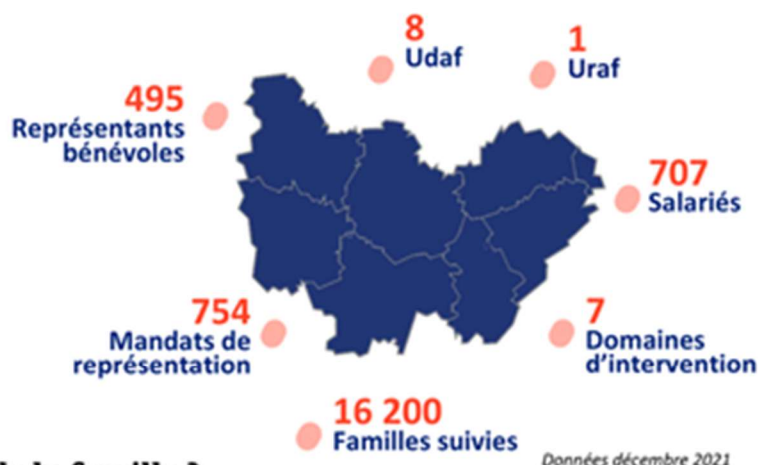 8
Udaf
1
Uraf
495
Représentants
bénévoles
707
Salariés
754
Mandats de
représentation
7
Domaines
d’intervention
16 200
Familles suivies
Données décembre 2021